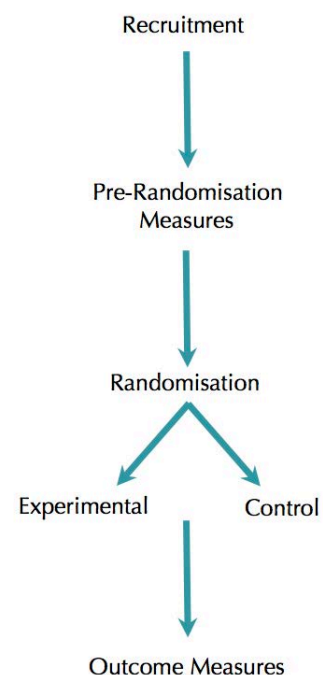 Recruitment
Pre-Randomisation
Measures
Randomisation
Experimental
Control
Outcome Measures